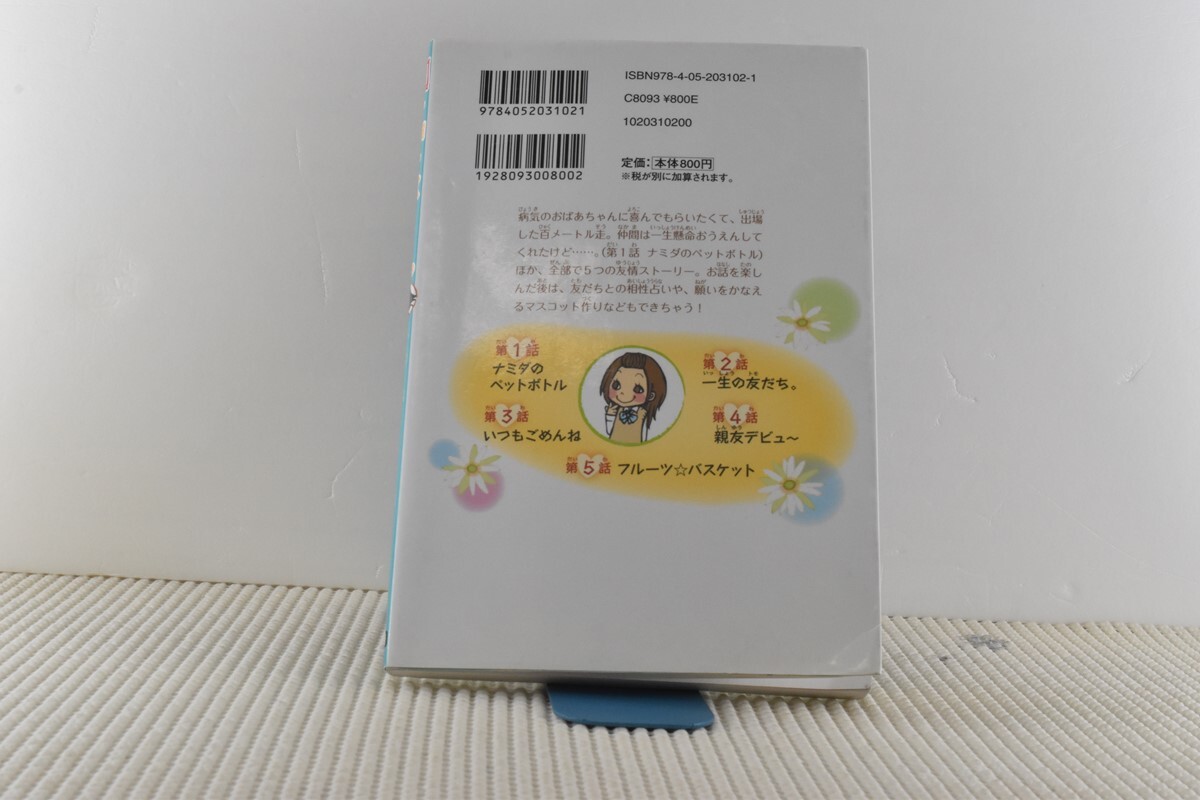 ISBN978-4-05-203102-1
9784052031021
C8093 ¥800E
1020310200
1928093008002
定価：本体800円
※税が別に加算されます。
病気のおばあちゃんに喜んでもらいたくて、出場
した百メートル走。仲間は一生懸命おうえんして
くれたけど……。（第1話 ナミダのペットボトル）
ほか、全部で5つの友情ストーリー。お話を楽し
んだ後は、友だちとの相性占いや、願いをかなえ
るマスコット作りなどもできちゃう！
第1話
ナミダの
ペットボトル
第2話
一生の友だち。
第3話
いつもごめんね
第4話
親友デビュ〜
第5話 フルーツ☆バスケット